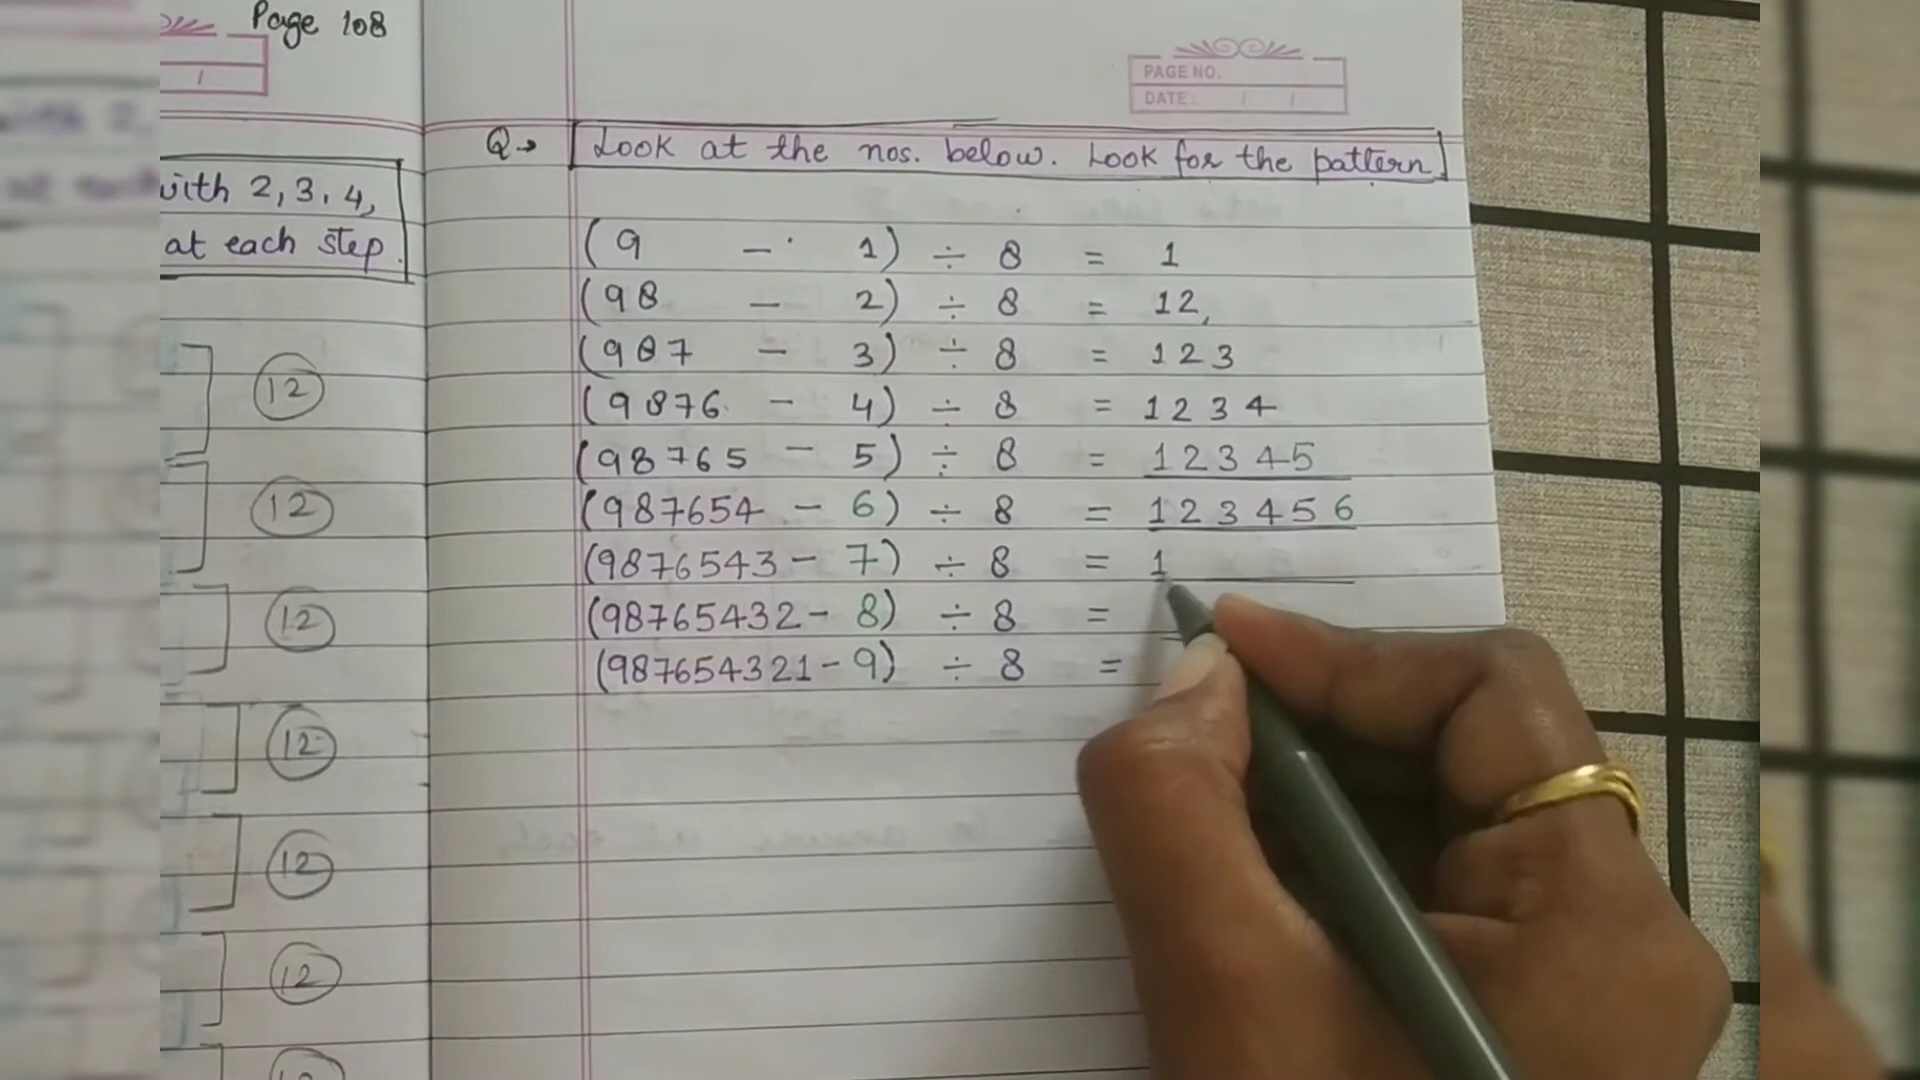 Page 108
with 2, 3, 4,
at each step.
12
12
12
12
12
12
PAGE NO.
DATE: / /
Q→ Look at the nos. below. Look for the pattern.
(9 - 1) ÷ 8 = 1
(98 - 2) ÷ 8 = 12,
(987 - 3) ÷ 8 = 123
(9876 - 4) ÷ 8 = 1234
(98765 - 5) ÷ 8 = 12345
(987654 - 6) ÷ 8 = 123456
(9876543 - 7) ÷ 8 = 1
(98765432 - 8) ÷ 8 =
(987654321 - 9) ÷ 8 =